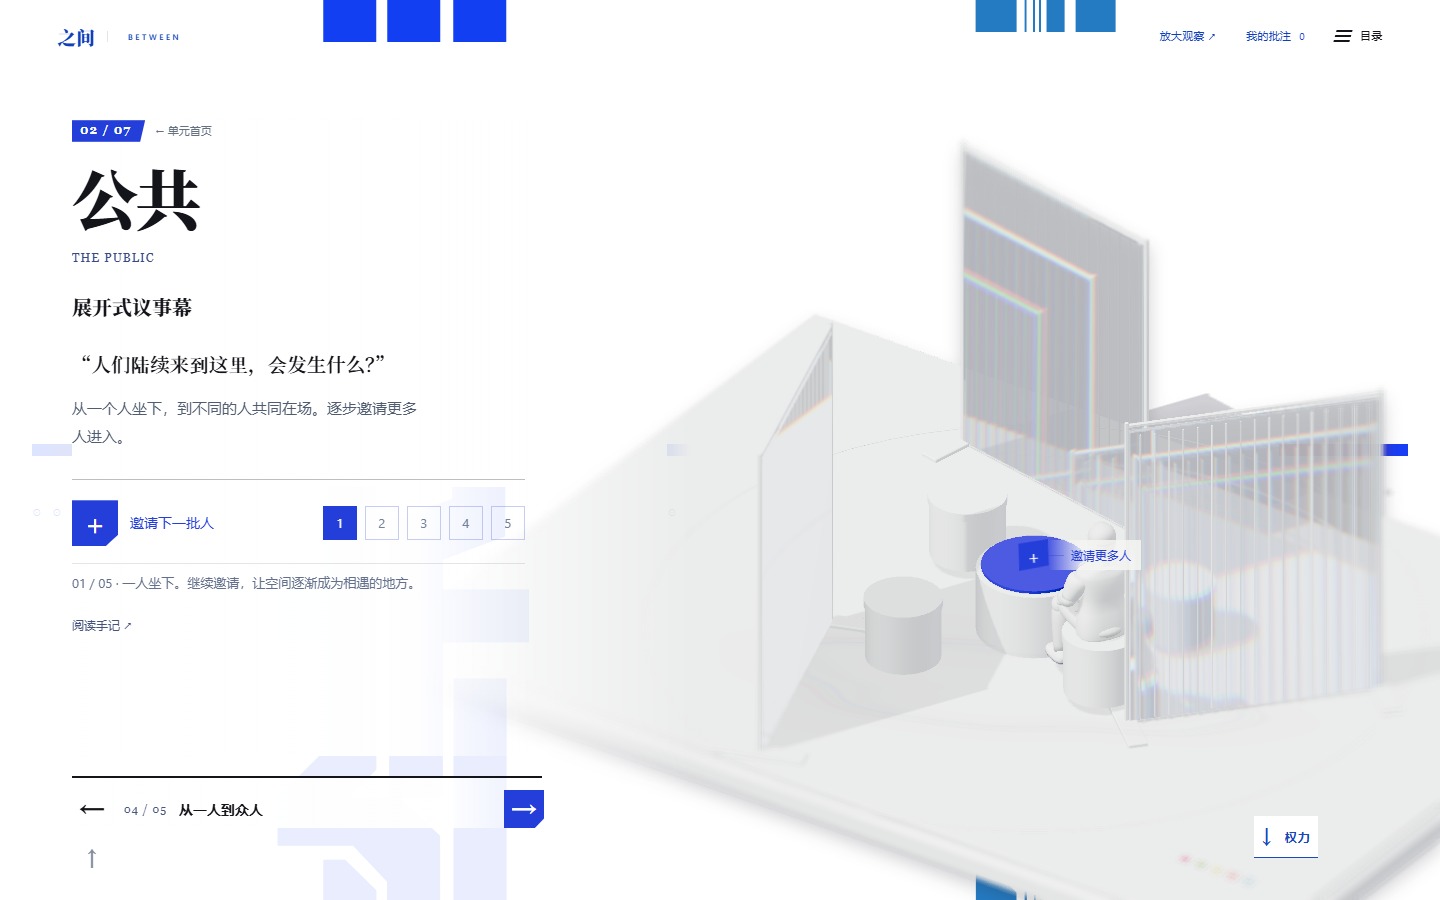 之间
BETWEEN
放大观察 ↗
我的批注 0
目录
02 / 07
← 单元首页
公共
THE PUBLIC
展开式议事幕
“人们陆续来到这里，会发生什么？”
从一个人坐下，到不同的人共同在场。逐步邀请更多
人进入。
+ 邀请下一批人
1 2 3 4 5
01 / 05 · 一人坐下。继续邀请，让空间逐渐成为相遇的地方。
阅读手记 ↗
+ 邀请更多人
← 04 / 05 从一人到众人 →
↑
↓ 权力